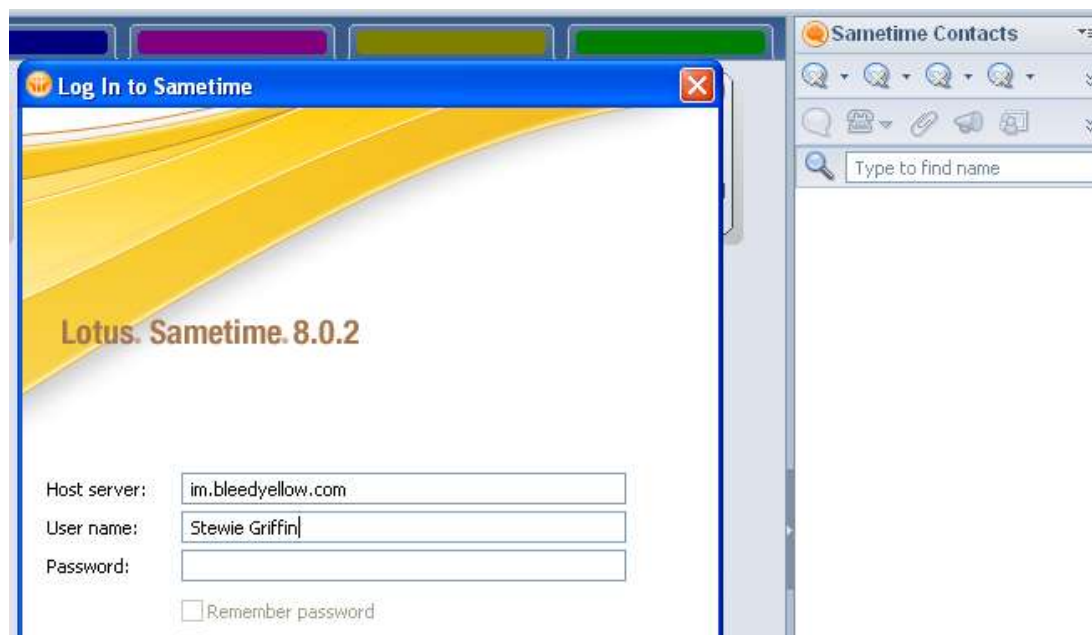 Log In to Sametime
Lotus. Sametime. 8.0.2
Host server: im.bleedyellow.com
User name: Stewie Griffin
Password:
Remember password
Sametime Contacts
Type to find name